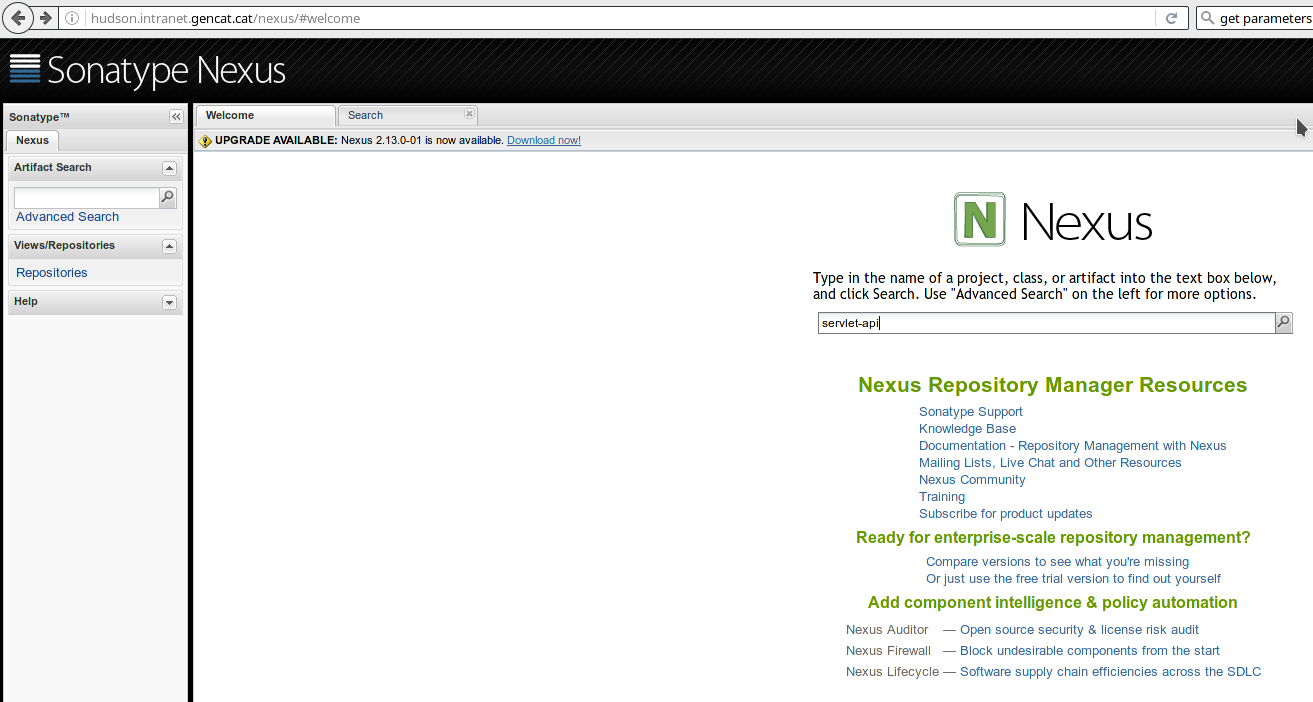 hudson.intranet.gencat.cat/nexus/#welcome
get parameters
Sonatype Nexus
Sonatype™
Nexus
Artifact Search
Advanced Search
Views/Repositories
Repositories
Help
Welcome
Search
UPGRADE AVAILABLE: Nexus 2.13.0-01 is now available. Download now!
N Nexus
Type in the name of a project, class, or artifact into the text box below,
and click Search. Use "Advanced Search" on the left for more options.
servlet-api
Nexus Repository Manager Resources
Sonatype Support
Knowledge Base
Documentation - Repository Management with Nexus
Mailing Lists, Live Chat and Other Resources
Nexus Community
Training
Subscribe for product updates
Ready for enterprise-scale repository management?
Compare versions to see what you're missing
Or just use the free trial version to find out yourself
Add component intelligence & policy automation
Nexus Auditor — Open source security & license risk audit
Nexus Firewall — Block undesirable components from the start
Nexus Lifecycle — Software supply chain efficiencies across the SDLC